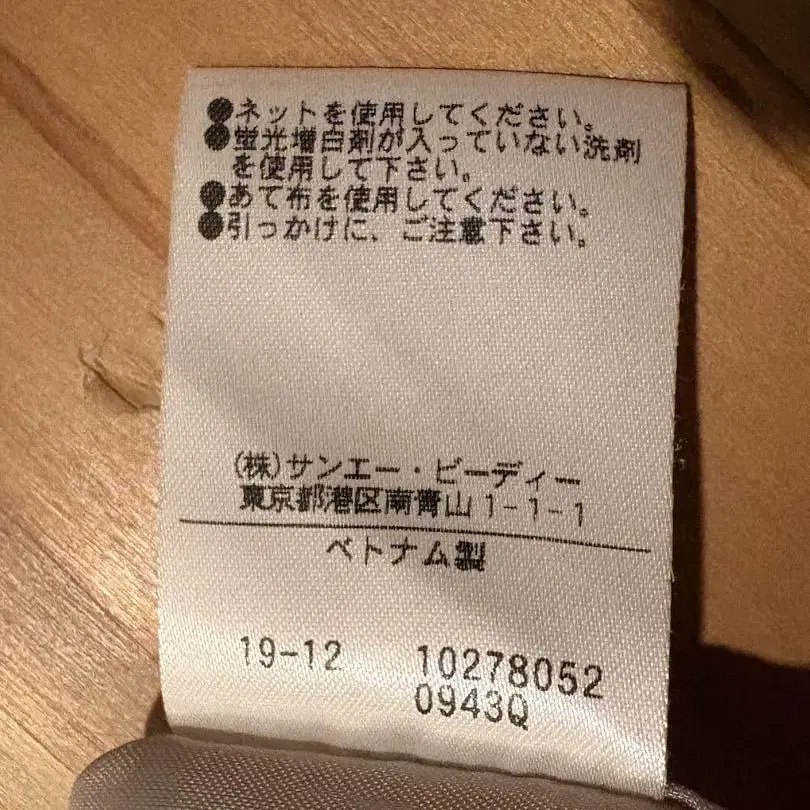 ●ネットを使用してください。
●蛍光増白剤が入っていない洗剤
を使用して下さい。
●あて布を使用してください。
●引っかけに、ご注意下さい。
(株)サンエー・ビーディー
東京都港区南青山1-1-1
ベトナム製
19-12 10278052
0943Q